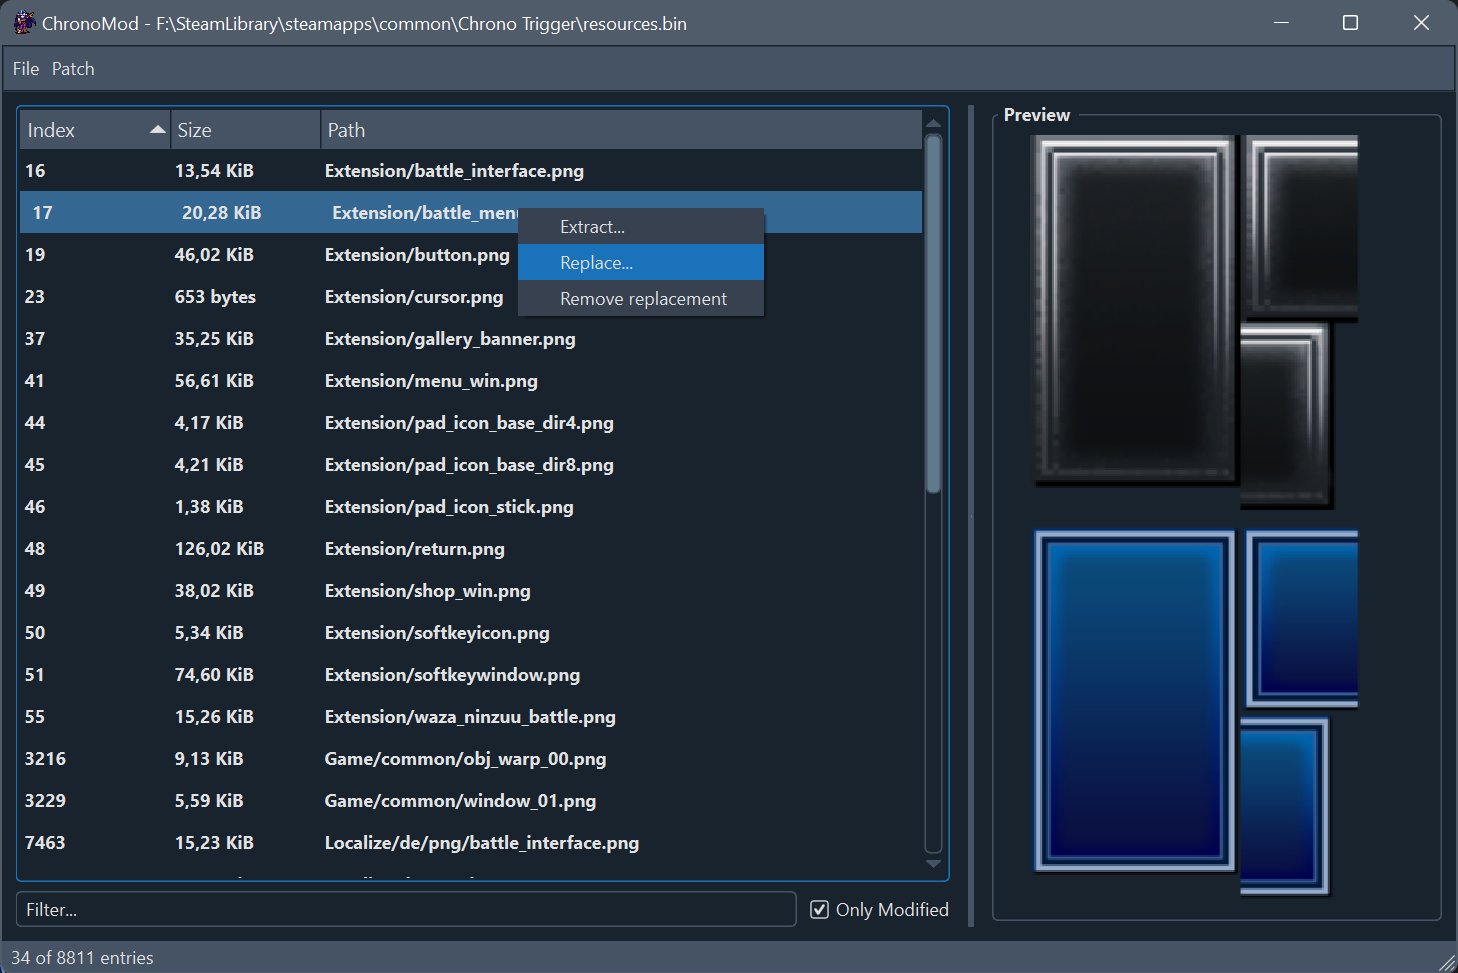 ChronoMod - F:\SteamLibrary\steamapps\common\Chrono Trigger\resources.bin
File Patch
Index Size Path
16 13,54 KiB Extension/battle_interface.png
17 20,28 KiB Extension/battle_menu
19 46,02 KiB Extension/button.png
23 653 bytes Extension/cursor.png
37 35,25 KiB Extension/gallery_banner.png
41 56,61 KiB Extension/menu_win.png
44 4,17 KiB Extension/pad_icon_base_dir4.png
45 4,21 KiB Extension/pad_icon_base_dir8.png
46 1,38 KiB Extension/pad_icon_stick.png
48 126,02 KiB Extension/return.png
49 38,02 KiB Extension/shop_win.png
50 5,34 KiB Extension/softkeyicon.png
51 74,60 KiB Extension/softkeywindow.png
55 15,26 KiB Extension/waza_ninzuu_battle.png
3216 9,13 KiB Game/common/obj_warp_00.png
3229 5,59 KiB Game/common/window_01.png
7463 15,23 KiB Localize/de/png/battle_interface.png
Extract...
Replace...
Remove replacement
Filter...
Only Modified
Preview
34 of 8811 entries